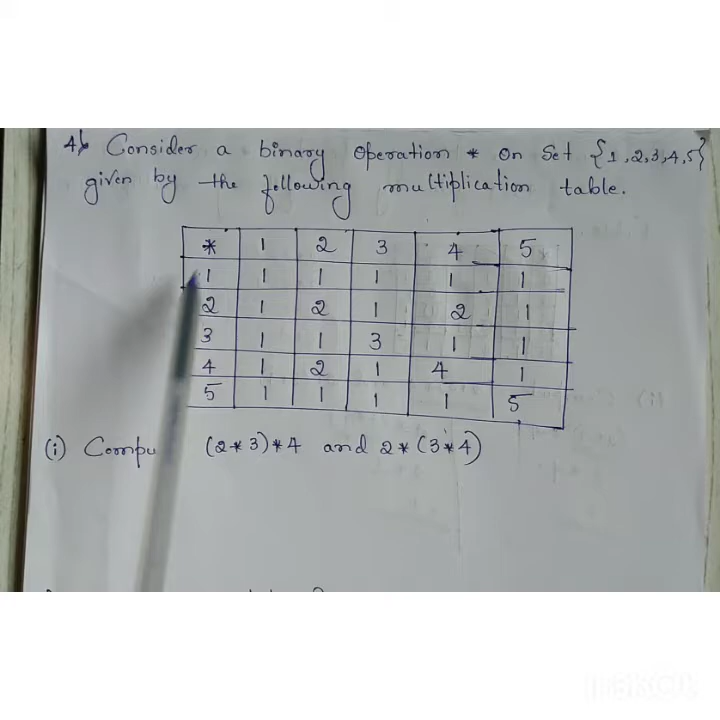 4) Consider a binary operation * on Set {1,2,3,4,5}
given by the following multiplication table.
* 1 2 3 4 5
1 1 1 1 1 1
2 1 2 1 2 1
3 1 1 3 1 1
4 1 2 1 4 1
5 1 1 1 1 5
(i) Compu (2*3)*4 and 2*(3*4)